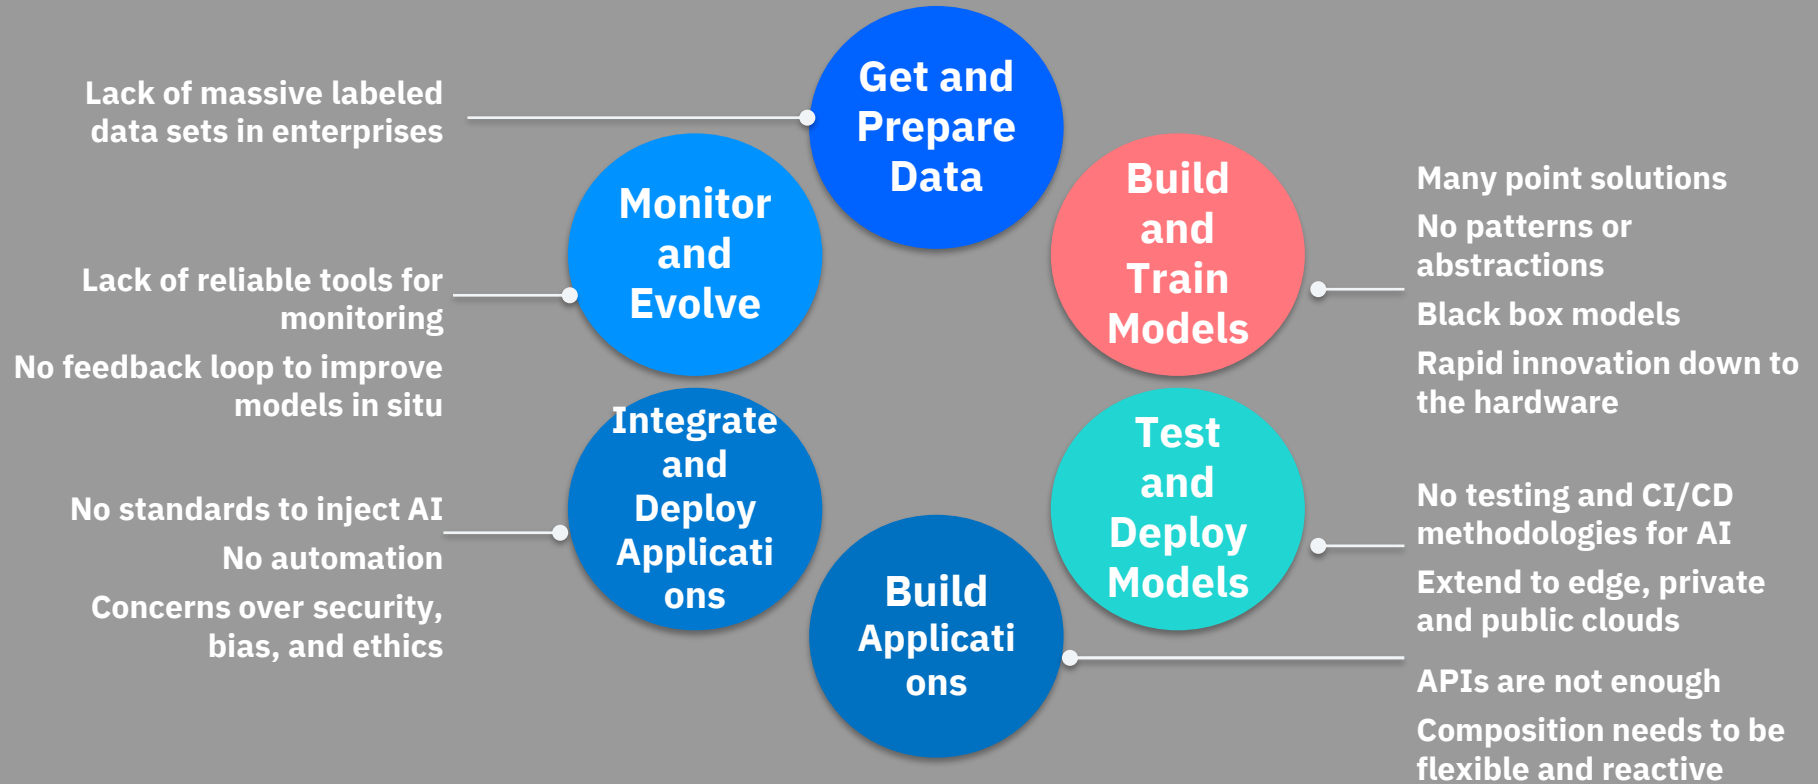 Get and
Prepare
Data
Lack of massive labeled
data sets in enterprises
Build
and
Train
Models
Many point solutions
No patterns or
abstractions
Black box models
Rapid innovation down to
the hardware
Test
and
Deploy
Models
No testing and CI/CD
methodologies for AI
Extend to edge, private
and public clouds
Build
Applicati
ons
APIs are not enough
Composition needs to be
flexible and reactive
Integrate
and
Deploy
Applicati
ons
No standards to inject AI
No automation
Concerns over security,
bias, and ethics
Monitor
and
Evolve
Lack of reliable tools for
monitoring
No feedback loop to improve
models in situ